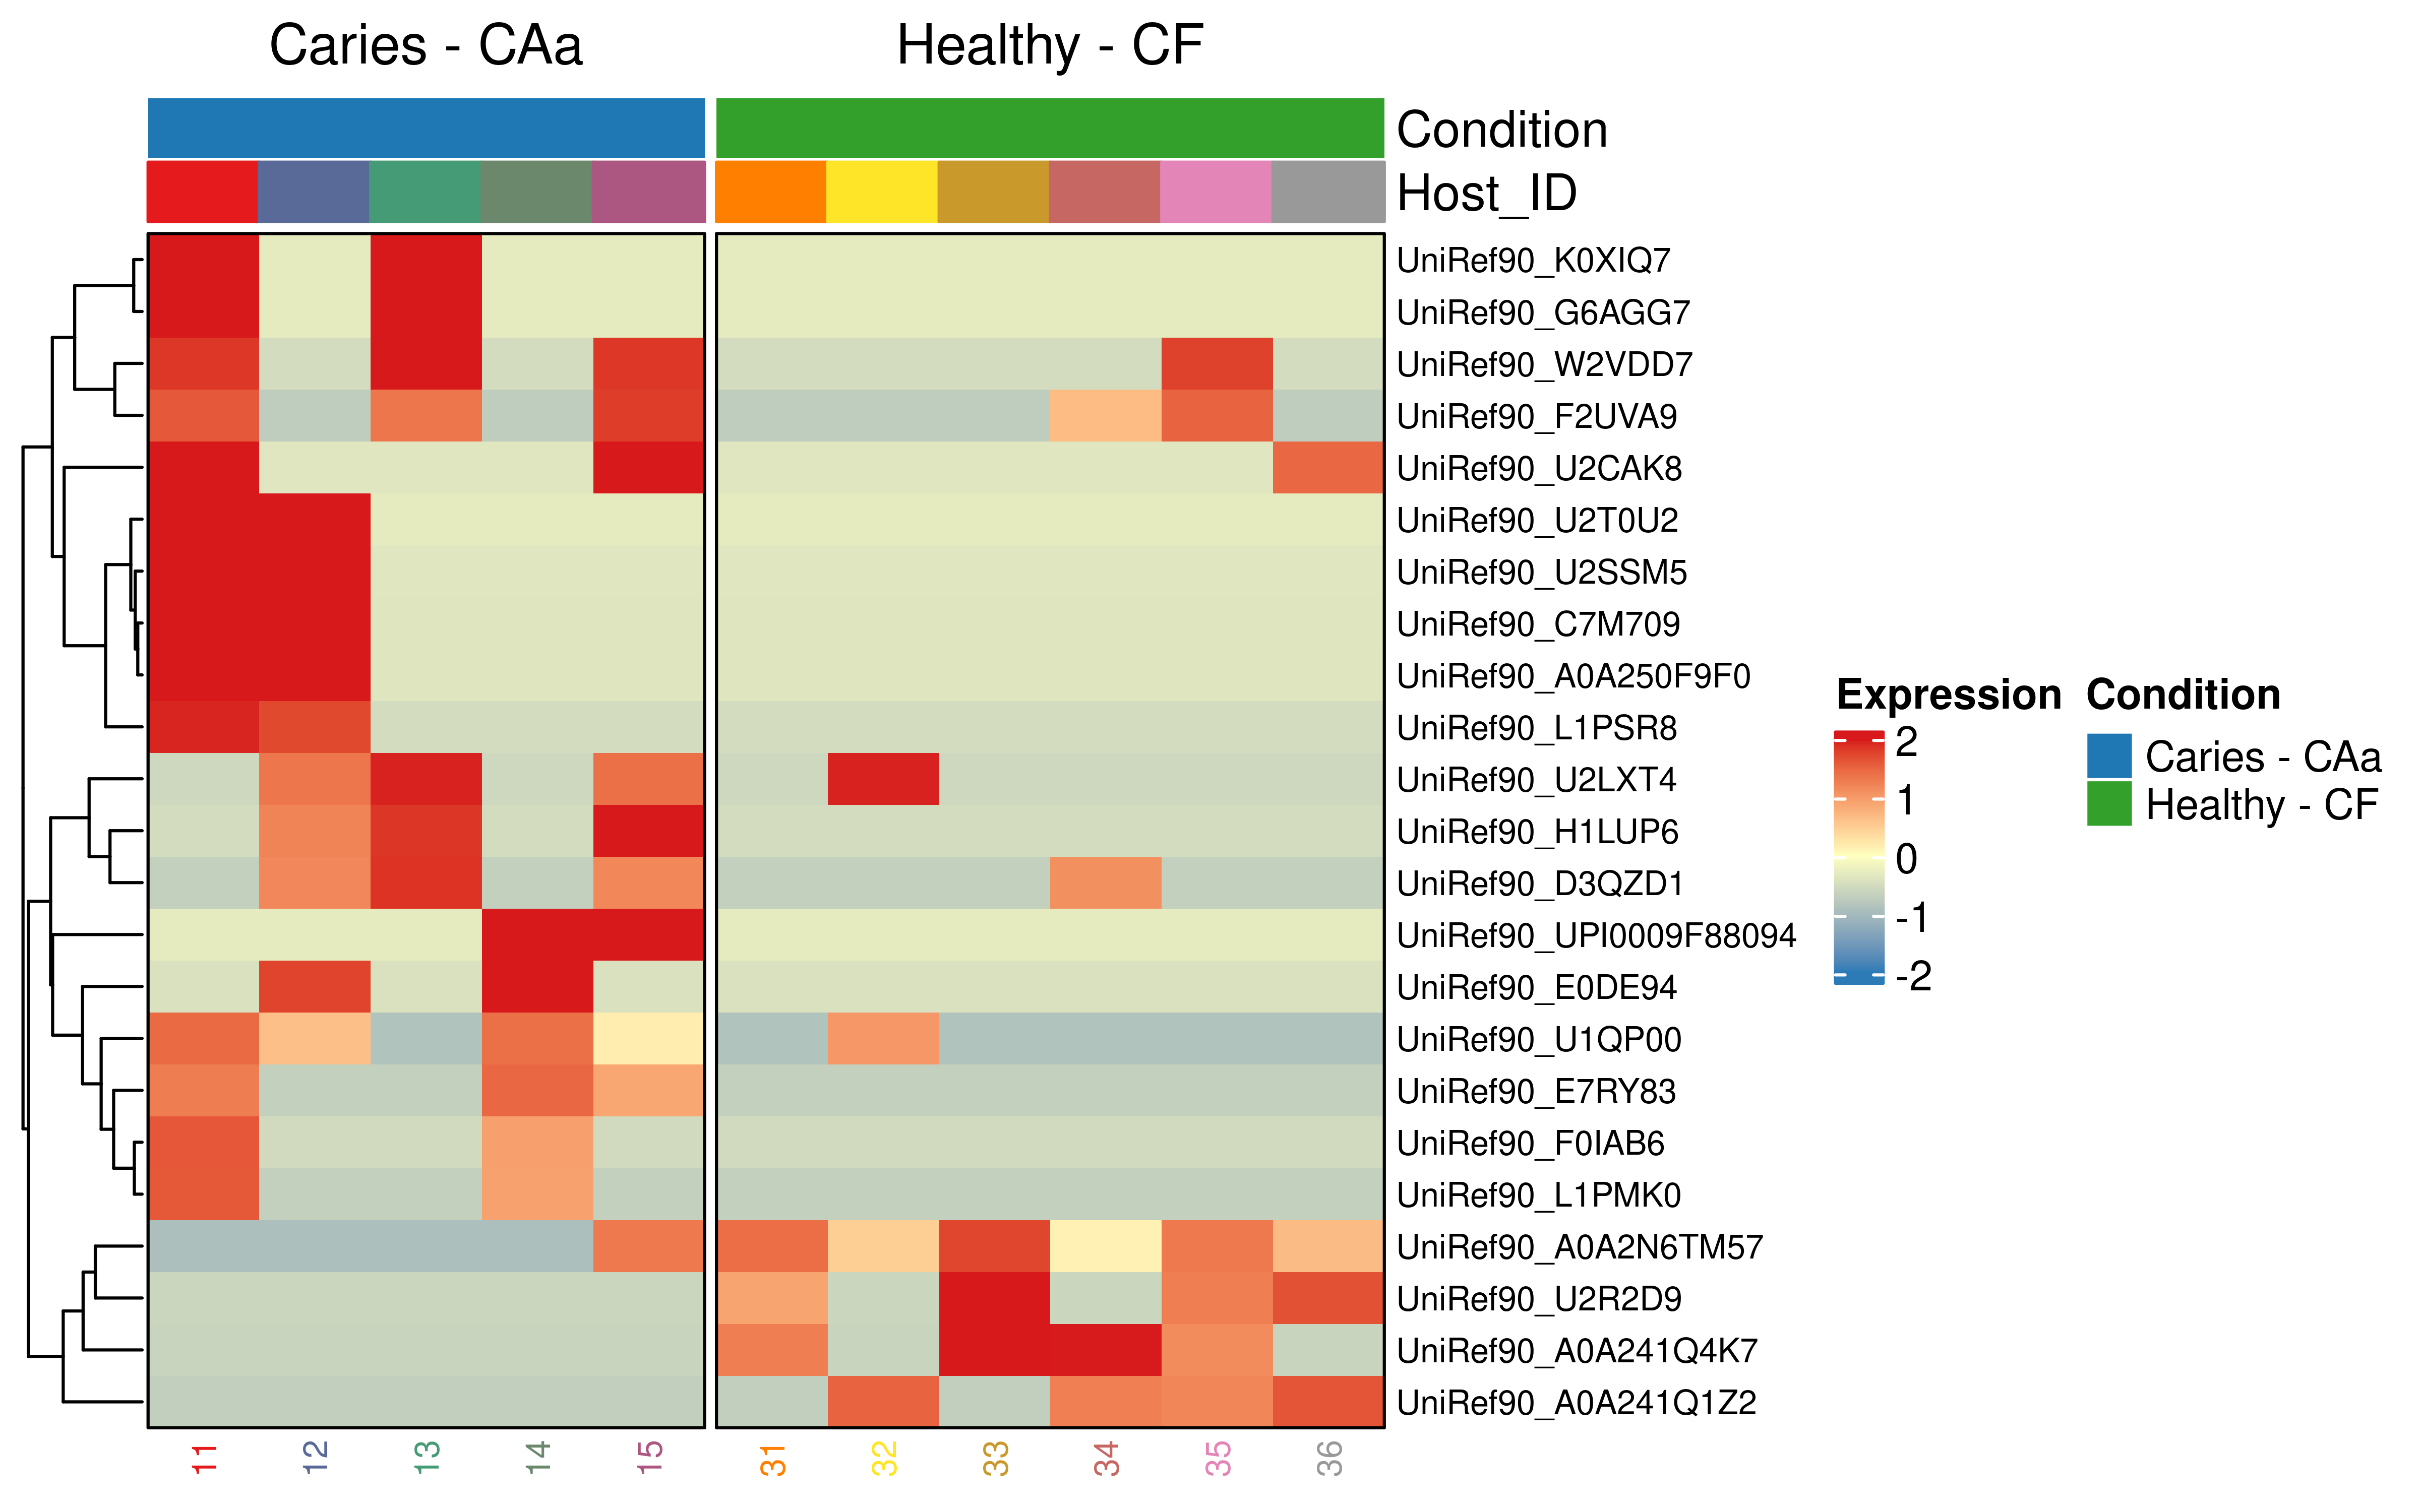 Caries - CAa
Healthy - CF
Condition
Host_ID
UniRef90_K0XIQ7
UniRef90_G6AGG7
UniRef90_W2VDD7
UniRef90_F2UVA9
UniRef90_U2CAK8
UniRef90_U2T0U2
UniRef90_U2SSM5
UniRef90_C7M709
UniRef90_A0A250F9F0
UniRef90_L1PSR8
UniRef90_U2LXT4
UniRef90_H1LUP6
UniRef90_D3QZD1
UniRef90_UPI0009F88094
UniRef90_E0DE94
UniRef90_U1QP00
UniRef90_E7RY83
UniRef90_F0IAB6
UniRef90_L1PMK0
UniRef90_A0A2N6TM57
UniRef90_U2R2D9
UniRef90_A0A241Q4K7
UniRef90_A0A241Q1Z2
11 12 13 14 15 31 32 33 34 35 36
Expression
2
1
0
-1
-2
Condition
Caries - CAa
Healthy - CF